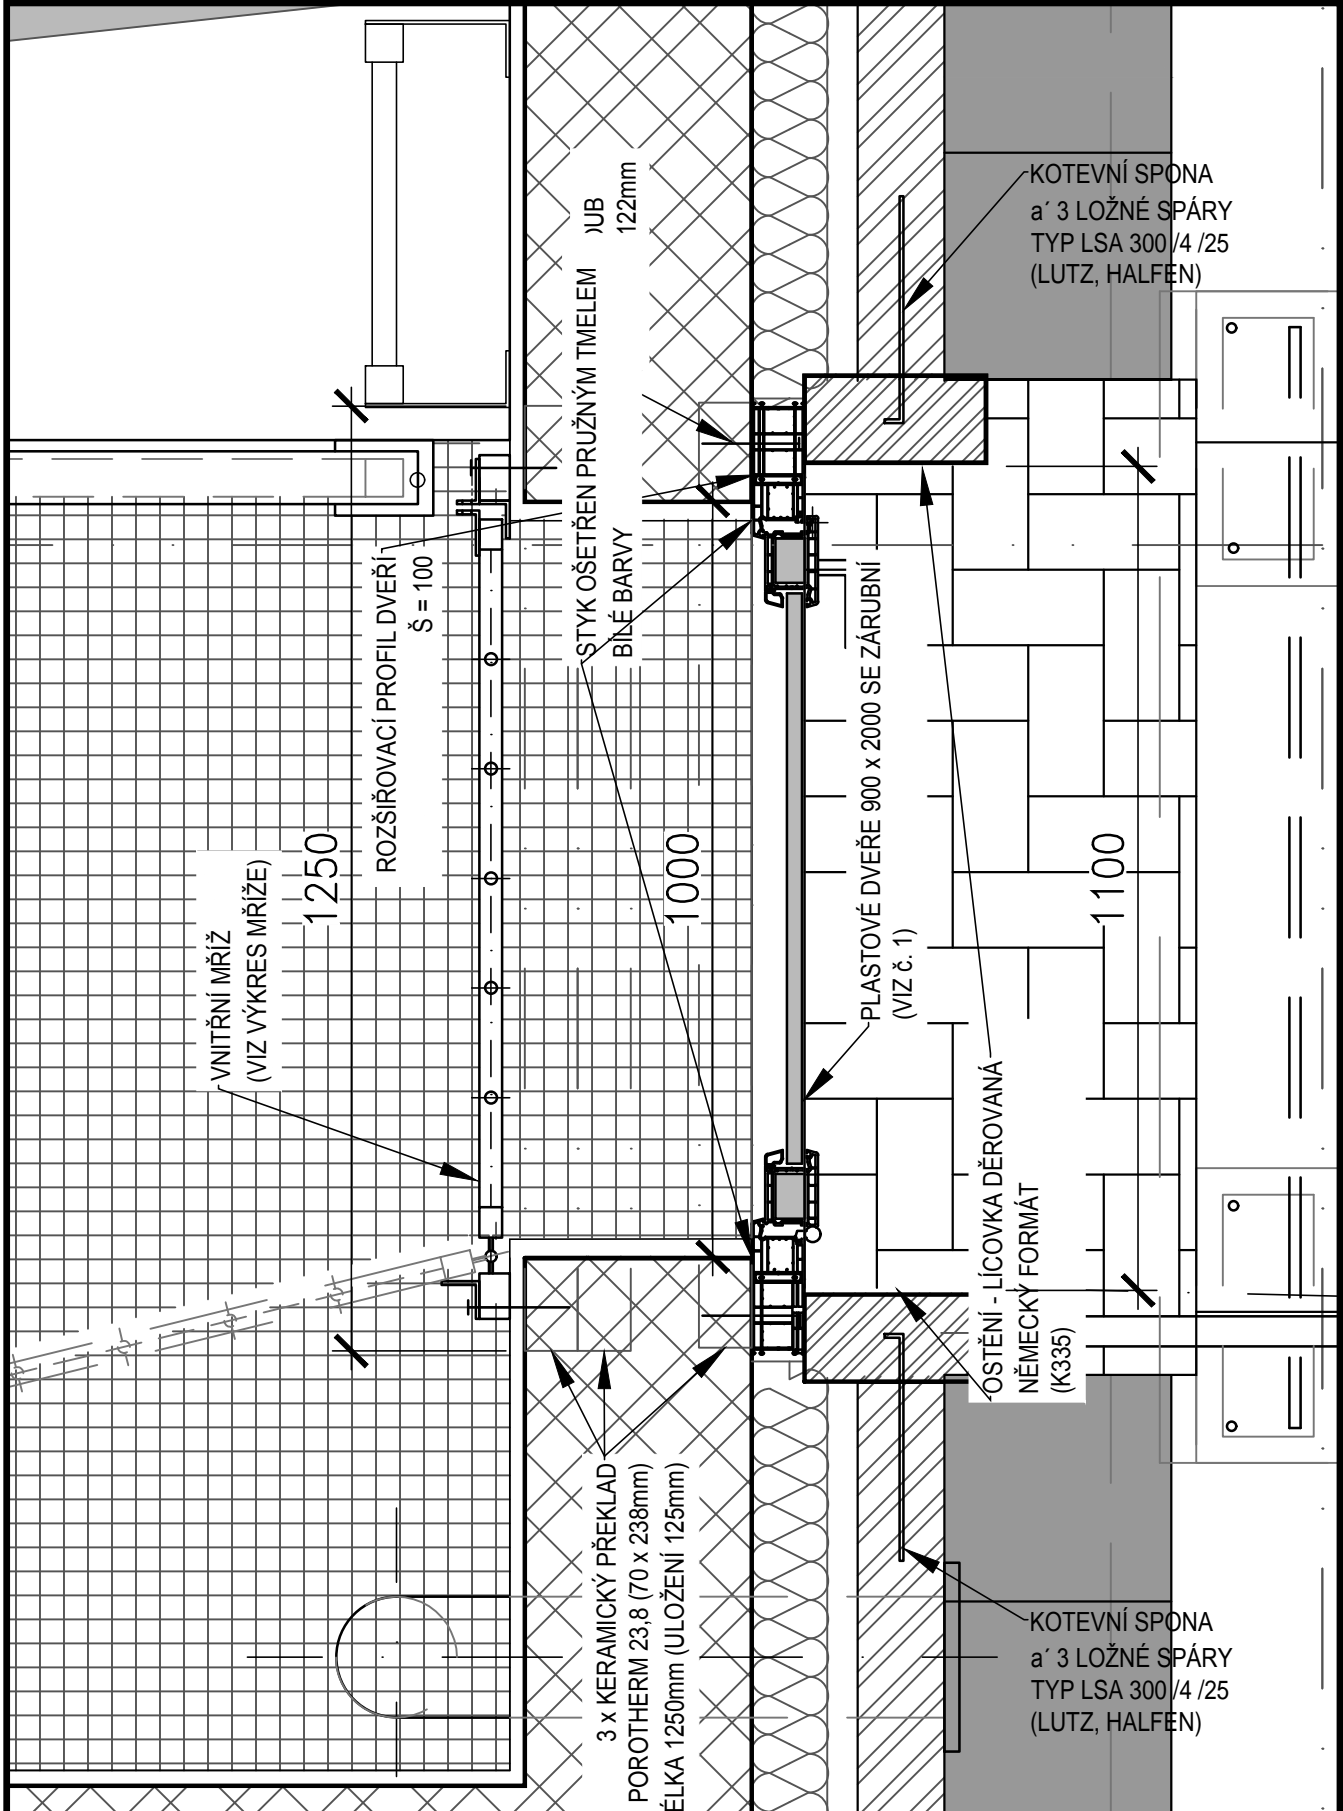 KOTEVNÍ SPONA
a´ 3 LOŽNÉ SPÁRY
TYP LSA 300 /4 /25
(LUTZ, HALFEN)
122mm
STYK OŠETŘEN PRUŽNÝM TMELEM
BÍLÉ BARVY
ROZŠIŘOVACÍ PROFIL DVEŘÍ
Š = 100
VNITŘNÍ MŘÍŽ
(VIZ VÝKRES MŘÍŽE)
1250
1000
PLASTOVÉ DVEŘE 900 x 2000 SE ZÁRUBNÍ
(VIZ č. 1)
1100
OSTĚNÍ - LÍCOVKA DĚROVANÁ
NĚMECKÝ FORMÁT
(K335)
3 x KERAMICKÝ PŘEKLAD
POROTHERM 23,8 (70 x 238mm)
ÉLKA 1250mm (ULOŽENÍ 125mm)
KOTEVNÍ SPONA
a´ 3 LOŽNÉ SPÁRY
TYP LSA 300 /4 /25
(LUTZ, HALFEN)